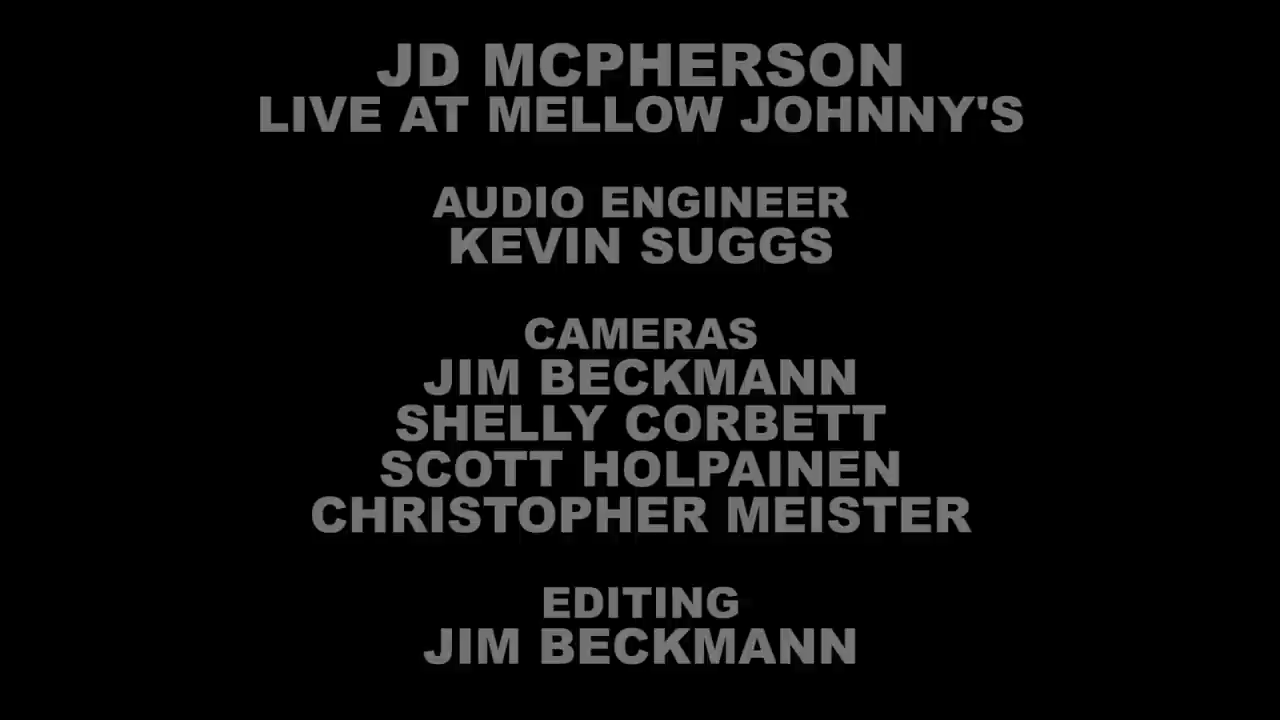 JD MCPHERSON
LIVE AT MELLOW JOHNNY'S
AUDIO ENGINEER
KEVIN SUGGS
CAMERAS
JIM BECKMANN
SHELLY CORBETT
SCOTT HOLPAINEN
CHRISTOPHER MEISTER
EDITING
JIM BECKMANN